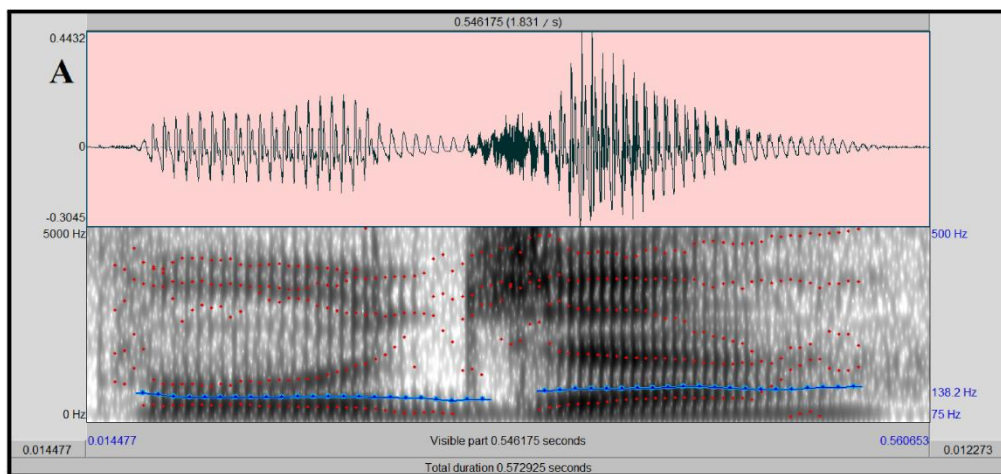 0.546175 (1.831 / s)
0.4432
A
0
-0.3045
5000 Hz
500 Hz
138.2 Hz
0 Hz
75 Hz
0.014477
Visible part 0.546175 seconds
0.560653
0.014477
0.012273
Total duration 0.572925 seconds